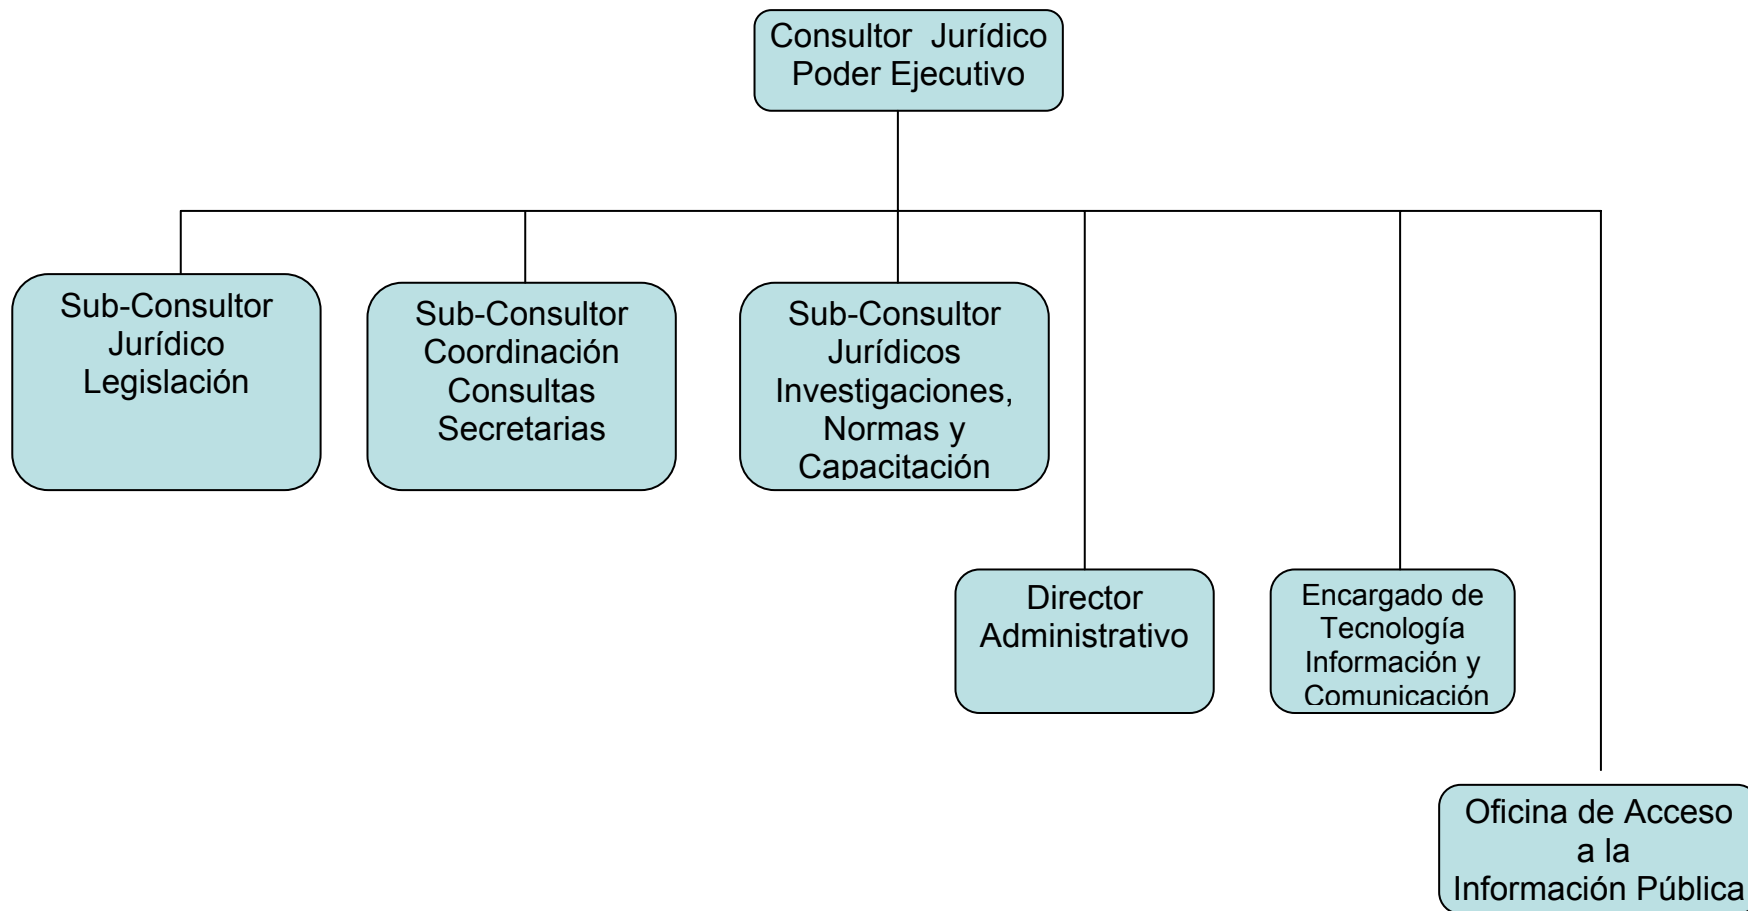 Consultor  Jurídico
Poder Ejecutivo
Sub-Consultor
Jurídico
Legislación
Sub-Consultor
Coordinación
Consultas
Secretarias
Sub-Consultor
Jurídicos
Investigaciones,
Normas y
Capacitación
Director
Administrativo
Encargado de
Tecnología
Información y
Comunicación
Oficina de Acceso
a la
Información Pública